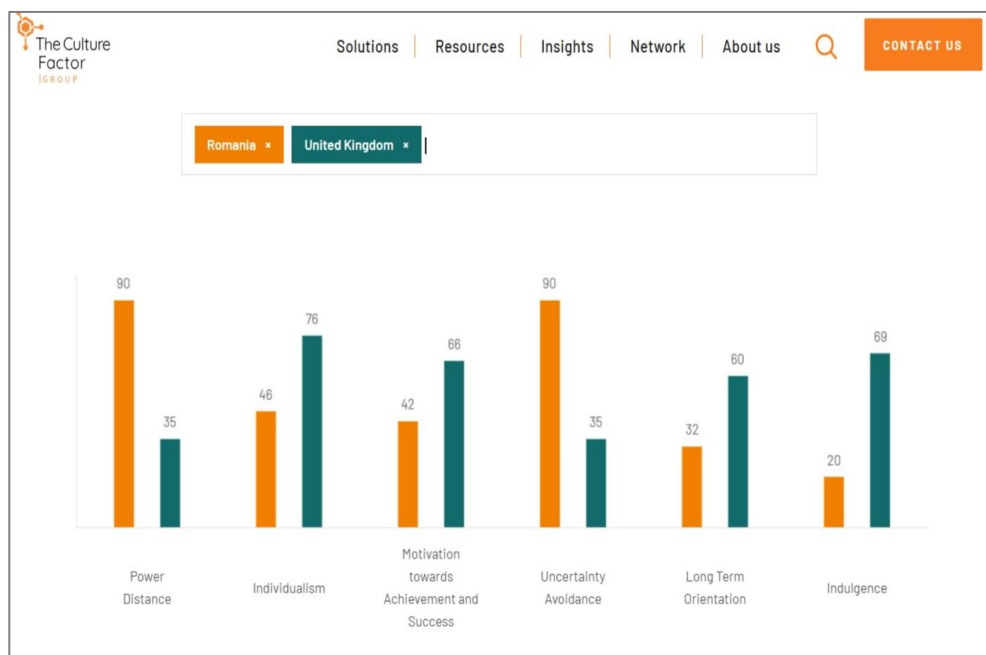 The Culture
Factor
|GROUP
Solutions | Resources | Insights | Network | About us
CONTACT US
Romania × United Kingdom ×
90 35 46 76 42 66 90 35 32 60 20 69
Power
Distance
Individualism
Motivation
towards
Achievement and
Success
Uncertainty
Avoidance
Long Term
Orientation
Indulgence